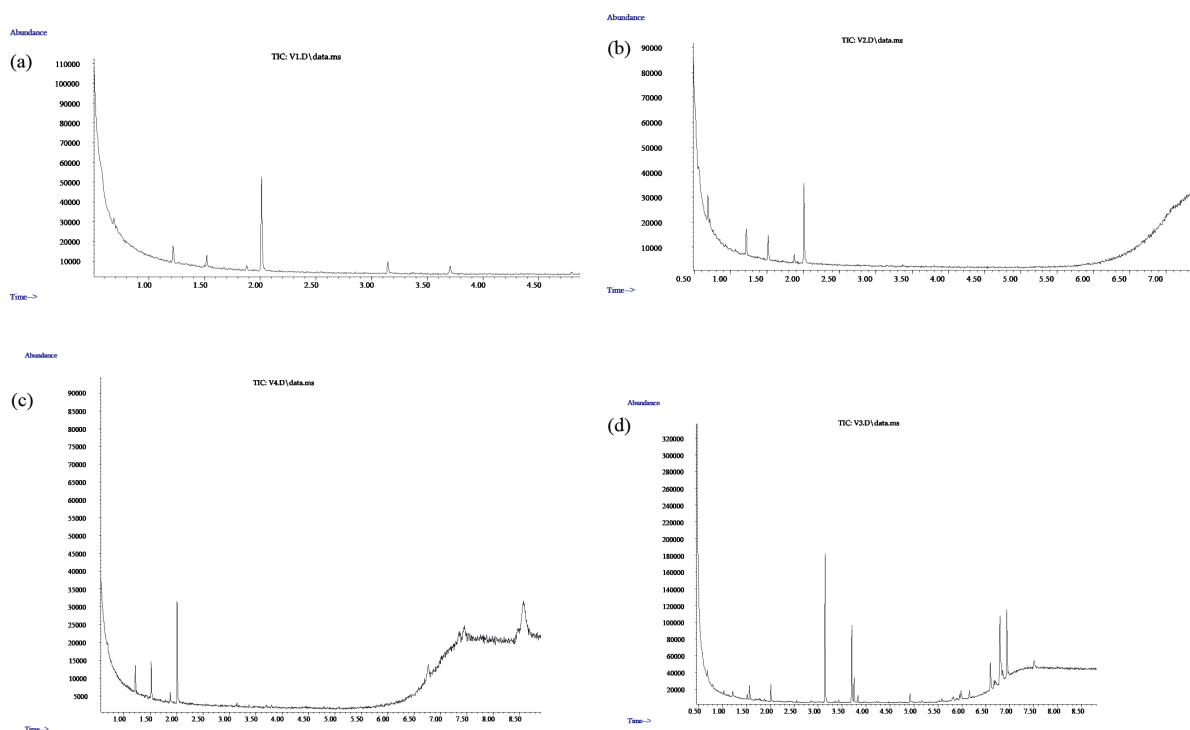 Abundance
(a)
TIC: V1.D\data.ms
110000
100000
90000
80000
70000
60000
50000
40000
30000
20000
10000
1.00 1.50 2.00 2.50 3.00 3.50 4.00 4.50
Time-->
Abundance
(b)
TIC: V2.D\data.ms
90000
80000
70000
60000
50000
40000
30000
20000
10000
0.50 1.00 1.50 2.00 2.50 3.00 3.50 4.00 4.50 5.00 5.50 6.00 6.50 7.00
Time-->
Abundance
(c)
TIC: V4.D\data.ms
90000
85000
80000
75000
70000
65000
60000
55000
50000
45000
40000
35000
30000
25000
20000
15000
10000
5000
1.00 1.50 2.00 2.50 3.00 3.50 4.00 4.50 5.00 5.50 6.00 6.50 7.00 7.50 8.00 8.50
Time-->
Abundance
(d)
TIC: V3.D\data.ms
320000
300000
280000
260000
240000
220000
200000
180000
160000
140000
120000
100000
80000
60000
40000
20000
0.50 1.00 1.50 2.00 2.50 3.00 3.50 4.00 4.50 5.00 5.50 6.00 6.50 7.00 7.50 8.00 8.50
Time-->